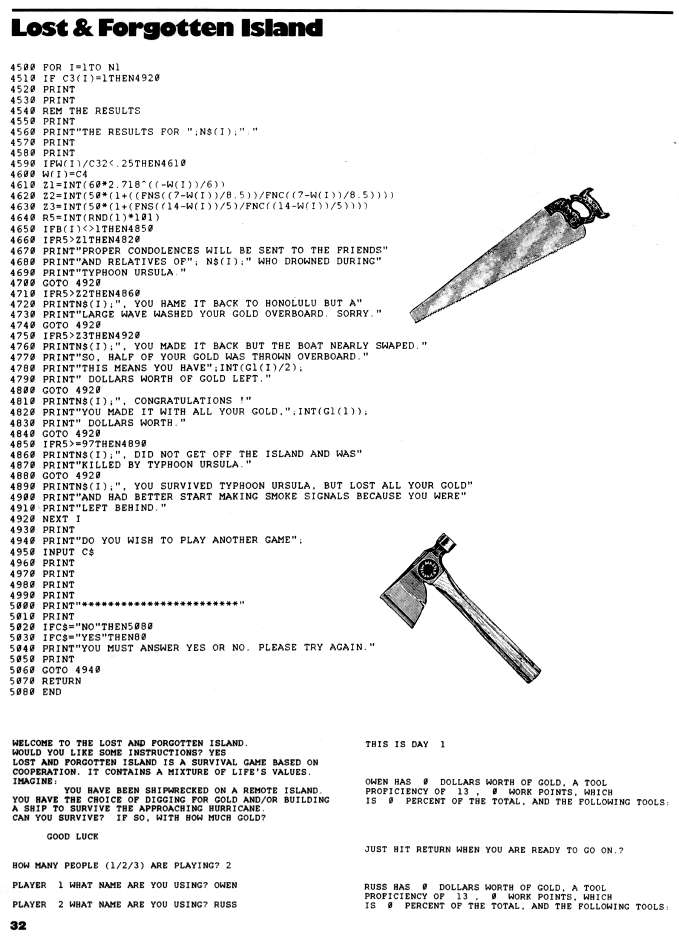 Lost & Forgotten Island
4500 FOR I=1TO N1
4510 IF C3(I)=1THEN4920
4520 PRINT
4530 PRINT
4540 REM THE RESULTS
4550 PRINT
4560 PRINT"THE RESULTS FOR ";N$(I);"."
4570 PRINT
4580 PRINT
4590 IFW(I)/C32<.25THEN4610
4600 W(I)=C4
4610 Z1=INT(60*2.718^((-W(I))/6))
4620 Z2=INT(50*(1+((FNS((7-W(I))/8.5))/FNC((7-W(I))/8.5))))
4630 Z3=INT(50*(1+(FNS((14-W(I))/5)/FNC((14-W(I))/5))))
4640 R5=INT(RND(1)*101)
4650 IFB(I)<>1THEN4850
4660 IFR5>Z1THEN4820
4670 PRINT"PROPER CONDOLENCES WILL BE SENT TO THE FRIENDS"
4680 PRINT"AND RELATIVES OF"; N$(I);" WHO DROWNED DURING"
4690 PRINT"TYPHOON URSULA."
4700 GOTO 4920
4710 IFR5>Z2THEN4860
4720 PRINTN$(I);", YOU HAME IT BACK TO HONOLULU BUT A"
4730 PRINT"LARGE WAVE WASHED YOUR GOLD OVERBOARD. SORRY."
4740 GOTO 4920
4750 IFR5>Z3THEN4920
4760 PRINTN$(I);", YOU MADE IT BACK BUT THE BOAT NEARLY SWAPED."
4770 PRINT"SO, HALF OF YOUR GOLD WAS THROWN OVERBOARD."
4780 PRINT"THIS MEANS YOU HAVE";INT(G1(I)/2);
4790 PRINT" DOLLARS WORTH OF GOLD LEFT."
4800 GOTO 4920
4810 PRINTN$(I);", CONGRATULATIONS !"
4820 PRINT"YOU MADE IT WITH ALL YOUR GOLD,";INT(G1(1));
4830 PRINT" DOLLARS WORTH."
4840 GOTO 4920
4850 IFR5>=97THEN4890
4860 PRINTN$(I);", DID NOT GET OFF THE ISLAND AND WAS"
4870 PRINT"KILLED BY TYPHOON URSULA."
4880 GOTO 4920
4890 PRINTN$(I);", YOU SURVIVED TYPHOON URSULA, BUT LOST ALL YOUR GOLD"
4900 PRINT"AND HAD BETTER START MAKING SMOKE SIGNALS BECAUSE YOU WERE"
4910 PRINT"LEFT BEHIND."
4920 NEXT I
4930 PRINT
4940 PRINT"DO YOU WISH TO PLAY ANOTHER GAME";
4950 INPUT C$
4960 PRINT
4970 PRINT
4980 PRINT
4990 PRINT
5000 PRINT"************************"
5010 PRINT
5020 IFC$="NO"THEN5080
5030 IFC$="YES"THEN80
5040 PRINT"YOU MUST ANSWER YES OR NO. PLEASE TRY AGAIN."
5050 PRINT
5060 GOTO 4940
5070 RETURN
5080 END
WELCOME TO THE LOST AND FORGOTTEN ISLAND.
WOULD YOU LIKE SOME INSTRUCTIONS? YES
LOST AND FORGOTTEN ISLAND IS A SURVIVAL GAME BASED ON
COOPERATION. IT CONTAINS A MIXTURE OF LIFE'S VALUES.
IMAGINE:
YOU HAVE BEEN SHIPWRECKED ON A REMOTE ISLAND.
YOU HAVE THE CHOICE OF DIGGING FOR GOLD AND/OR BUILDING
A SHIP TO SURVIVE THE APPROACHING HURRICANE.
CAN YOU SURVIVE? IF SO, WITH HOW MUCH GOLD?
GOOD LUCK
HOW MANY PEOPLE (1/2/3) ARE PLAYING? 2
PLAYER 1 WHAT NAME ARE YOU USING? OWEN
PLAYER 2 WHAT NAME ARE YOU USING? RUSS
THIS IS DAY 1
OWEN HAS 0 DOLLARS WORTH OF GOLD, A TOOL
PROFICIENCY OF 13 , 0 WORK POINTS, WHICH
IS 0 PERCENT OF THE TOTAL, AND THE FOLLOWING TOOLS:
JUST HIT RETURN WHEN YOU ARE READY TO GO ON.?
RUSS HAS 0 DOLLARS WORTH OF GOLD, A TOOL
PROFICIENCY OF 13 , 0 WORK POINTS, WHICH
IS 0 PERCENT OF THE TOTAL, AND THE FOLLOWING TOOLS:
32